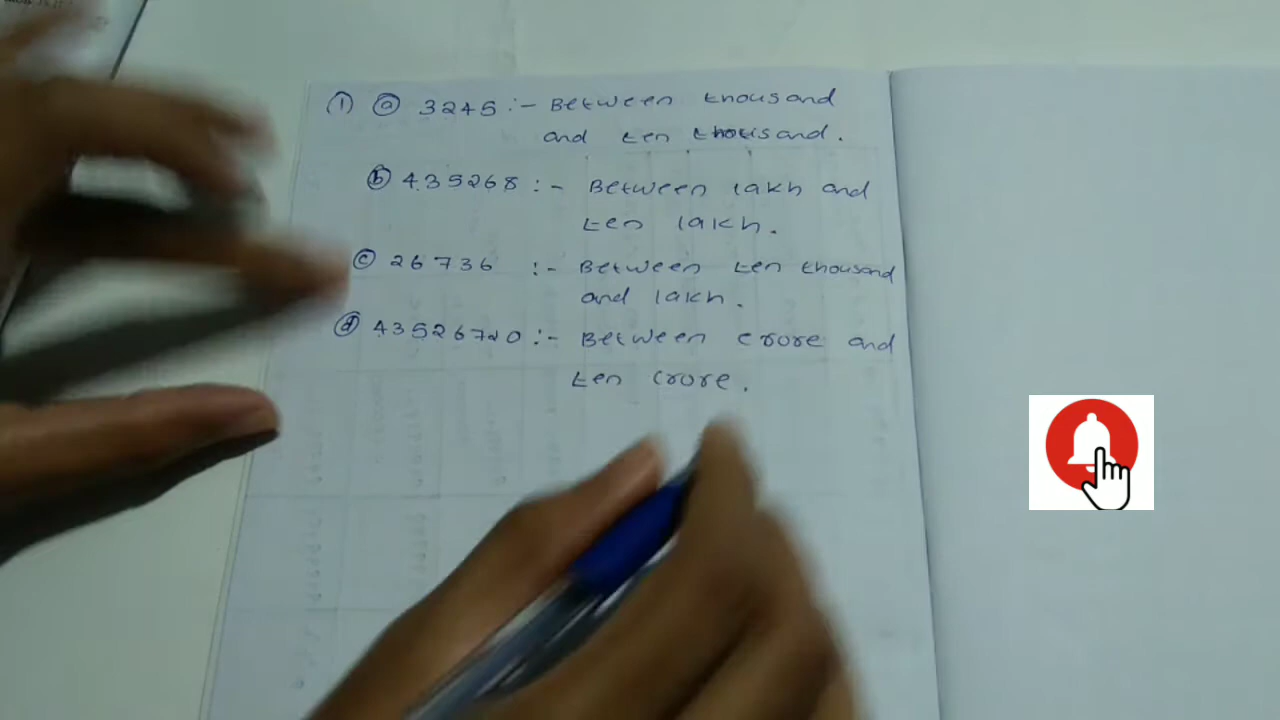 ① ⓐ 3245 :- Between thousand
and ten thousand.
ⓑ 435268 :- Between lakh and
ten lakh.
ⓒ 26736 :- Between ten thousand
and lakh.
ⓓ 43526720 :- Between crore and
ten crore.